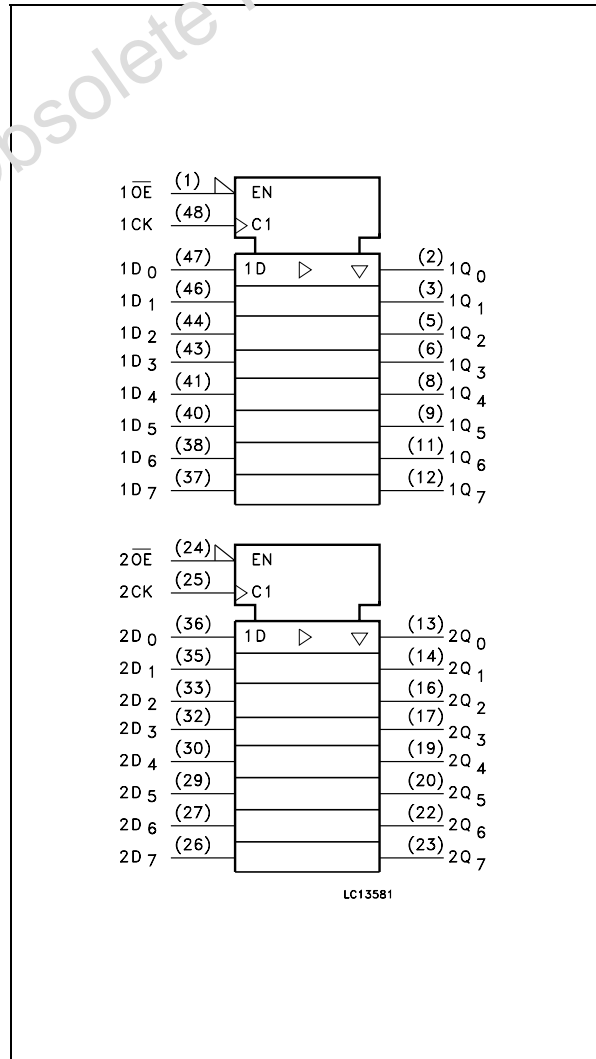 obsolete
1OE (1) EN
1CK (48) C1
1D0 (47) 1D (2) 1Q0
1D1 (46) (3) 1Q1
1D2 (44) (5) 1Q2
1D3 (43) (6) 1Q3
1D4 (41) (8) 1Q4
1D5 (40) (9) 1Q5
1D6 (38) (11) 1Q6
1D7 (37) (12) 1Q7
2OE (24) EN
2CK (25) C1
2D0 (36) 1D (13) 2Q0
2D1 (35) (14) 2Q1
2D2 (33) (16) 2Q2
2D3 (32) (17) 2Q3
2D4 (30) (19) 2Q4
2D5 (29) (20) 2Q5
2D6 (27) (22) 2Q6
2D7 (26) (23) 2Q7
LC13581